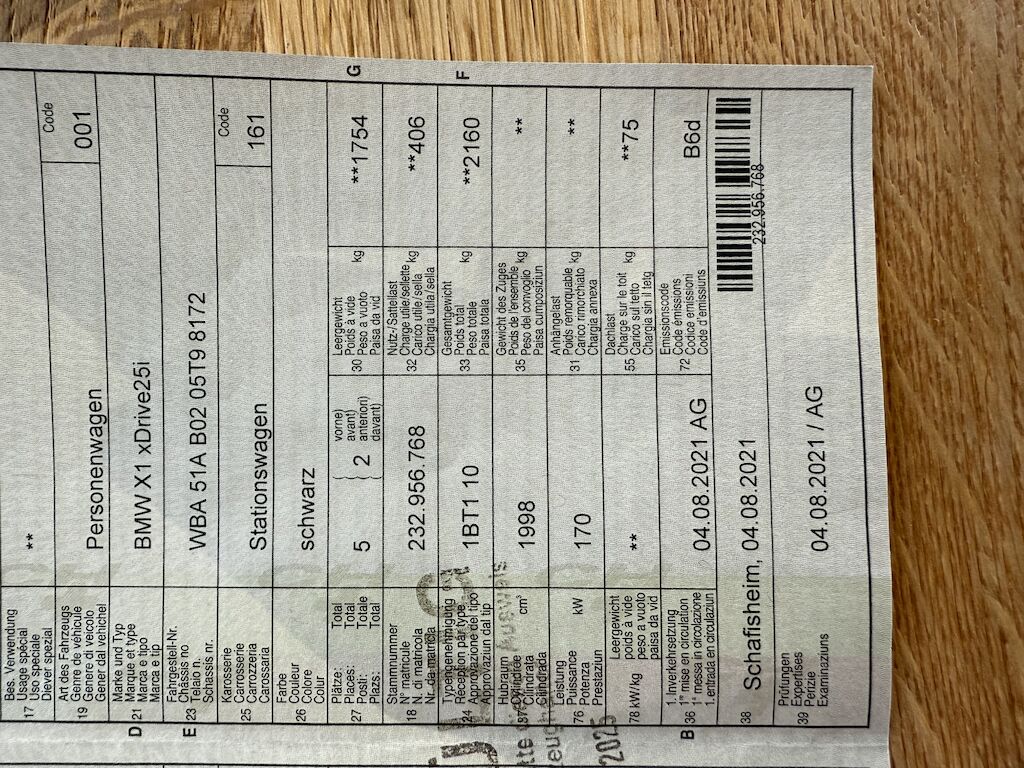 17 Bes. Verwendung
Usage spécial
Uso speciale
Diever spezial
**
19 Art des Fahrzeugs
Genre de véhicule
Genere di veicolo
Gener dal vehichel
Personenwagen
Code
001
D 21 Marke und Typ
Marque et type
Marca e tipo
Marca e tip
BMW X1 xDrive25i
E 23 Fahrgestell-Nr.
Châssis no
Telaio n.
Schassis nr.
WBA 51A B02 05T9 8172
25 Karosserie
Carrosserie
Carrozzeria
Carossaria
Stationswagen
Code
161
26 Farbe
Couleur
Colore
Colur
schwarz
27 Plätze: Total
Places: Total
Posti: Totale
Plazs: Total
5
2
vorne)
avant)
anteriori)
davant)
30 Leergewicht
Poids à vide
Peso a vuoto
Paisa da vid
kg
**1754
G
18 Stammnummer
N° matricule
N. di matricola
Nr. da matricla
232.956.768
32 Nutz-/Sattellast
Charge utile/sellette
Carico utile/sella
Chargia utila/sella
kg
**406
24 Typengenehmigung
Réception par type
Approvazione del tipo
Approvaziun dal tip
1BT1 10
33 Gesamtgewicht
Poids total
Peso totale
Paisa totala
kg
**2160
F
37 Hubraum
Cylindrée
Cilindrata
Cilindrada
cm³
1998
35 Gewicht des Zuges
Poids de l'ensemble
Peso del convoglio
Paisa cumposiziun
kg
**
76 Leistung
Puissance
Potenza
Prestaziun
kW
170
31 Anhängelast
Poids remorquable
Carico rimorchiato
Chargia annexa
kg
**
78 kW/kg
Leergewicht
poids à vide
peso a vuoto
paisa da vid
**
55 Dachlast
Charge sur le toit
Carico sul tetto
Chargia sin il tetg
kg
**75
B 36 1. Inverkehrsetzung
1re mise en circulation
1a messa in circolazione
1. entrada en circulaziun
04.08.2021 AG
72 Emissionscode
Code émissions
Codice emissioni
Code d'emissiuns
B6d
38
Schafisheim, 04.08.2021
232.956.768
39 Prüfungen
Expertises
Perizie
Examinaziuns
04.08.2021 / AG
Ausweis
2025